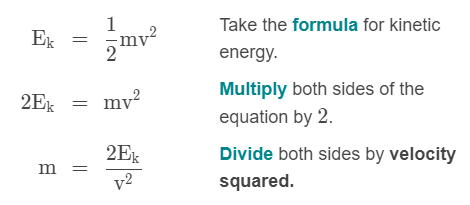 Eₖ = 1/2 mv² Take the formula for kinetic
energy.
2Eₖ = mv² Multiply both sides of the
equation by 2.
m = 2Eₖ/v² Divide both sides by velocity
squared.